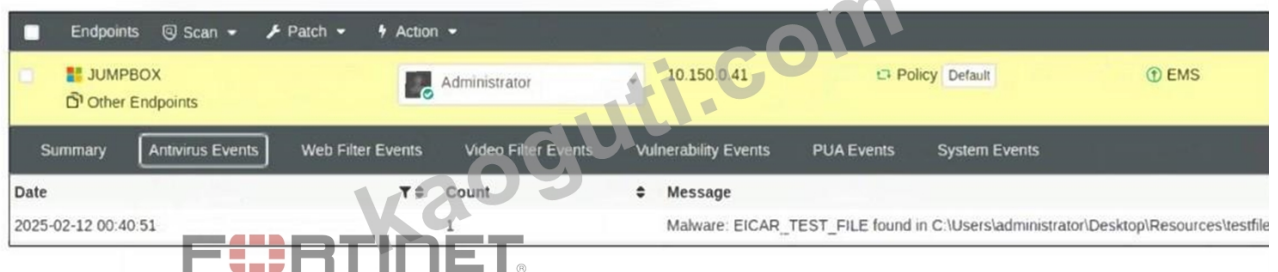 Endpoints Scan Patch Action
JUMPBOX Administrator 10.150.0.41 Policy Default EMS
Other Endpoints
Summary Antivirus Events Web Filter Events Video Filter Events Vulnerability Events PUA Events System Events
Date Count Message
2025-02-12 00:40:51 1 Malware: EICAR_TEST_FILE found in C:\Users\administrator\Desktop\Resources\testfile
kaoguti.com
FORTINET®